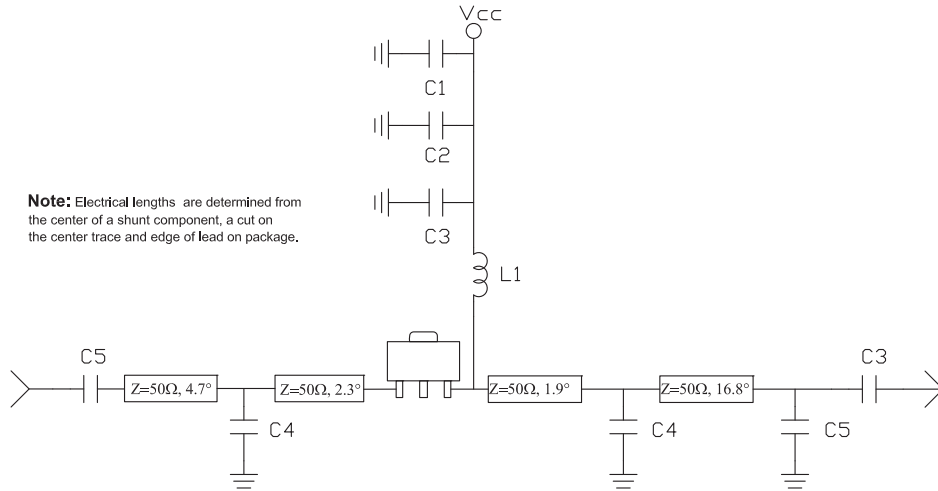 Vcc
C1
C2
C3
Note: Electrical lengths are determined from
the center of a shunt component, a cut on
the center trace and edge of lead on package.
L1
C5
C3
Z=50Ω, 4.7°
Z=50Ω, 2.3°
Z=50Ω, 1.9°
Z=50Ω, 16.8°
C4
C4
C5